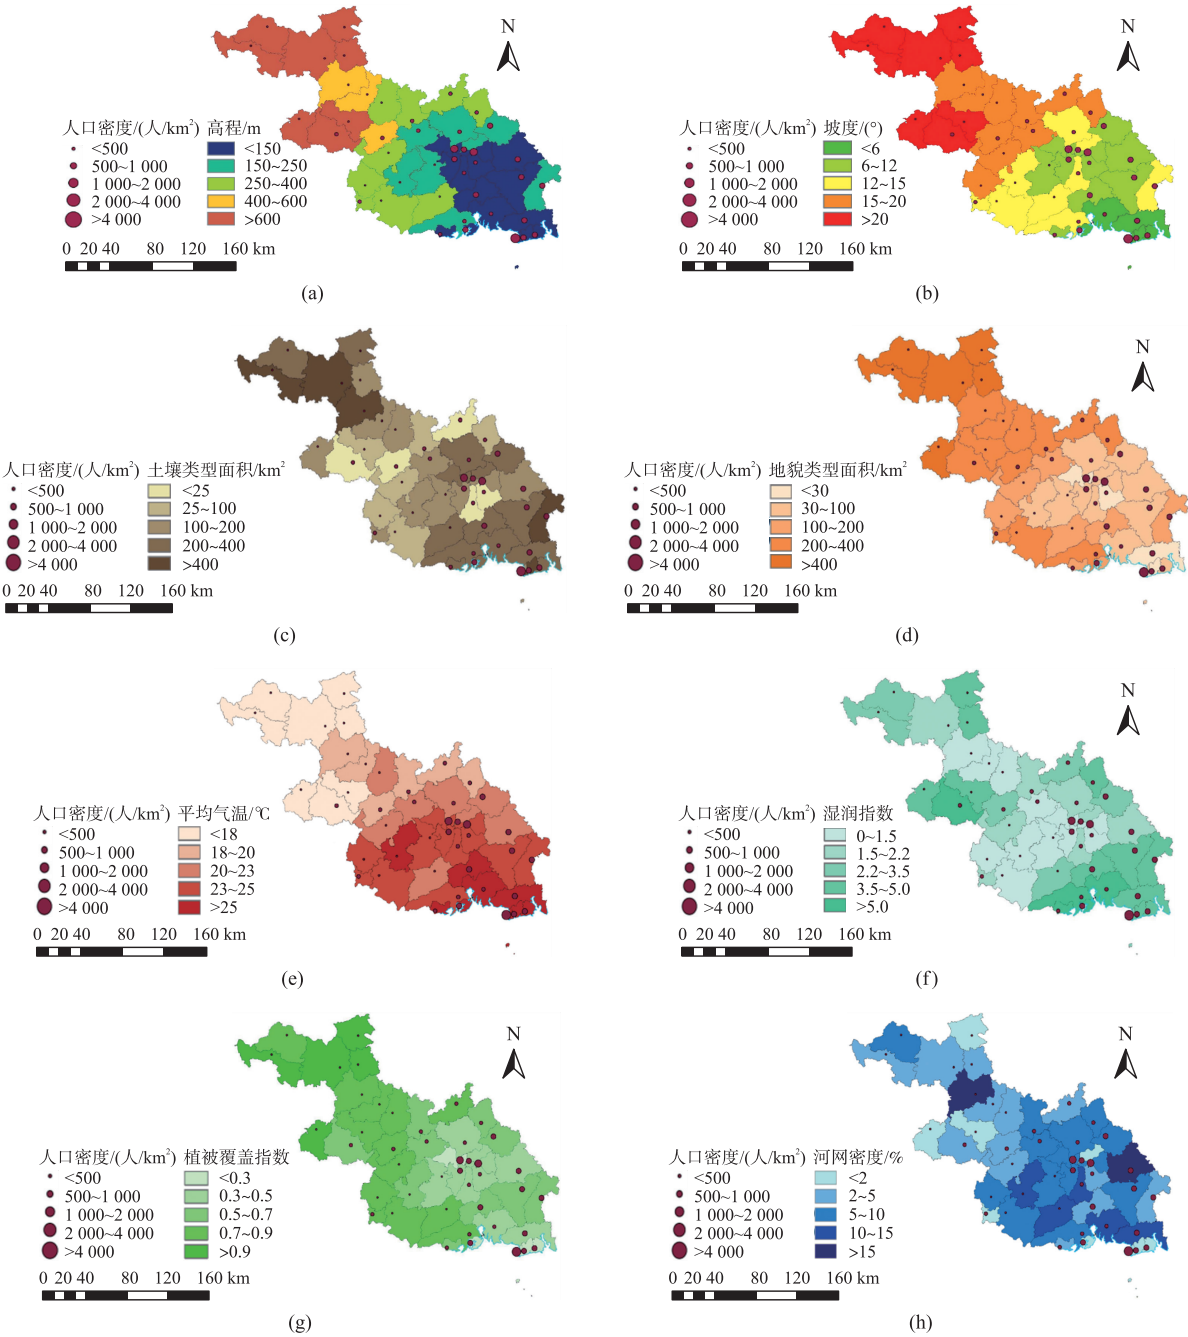 N
人口密度/(人/km²) 高程/m
<500 <150
500~1 000 150~250
1 000~2 000 250~400
2 000~4 000 400~600
>4 000 >600
0 20 40 80 120 160 km
(a)
N
人口密度/(人/km²) 坡度/(°)
<500 <6
500~1 000 6~12
1 000~2 000 12~15
2 000~4 000 15~20
>4 000 >20
0 20 40 80 120 160 km
(b)
人口密度/(人/km²) 土壤类型面积/km²
<500 <25
500~1 000 25~100
1 000~2 000 100~200
2 000~4 000 200~400
>4 000 >400
0 20 40 80 120 160 km
(c)
N
人口密度/(人/km²) 地貌类型面积/km²
<500 <30
500~1 000 30~100
1 000~2 000 100~200
2 000~4 000 200~400
>4 000 >400
0 20 40 80 120 160 km
(d)
人口密度/(人/km²) 平均气温/℃
<500 <18
500~1 000 18~20
1 000~2 000 20~23
2 000~4 000 23~25
>4 000 >25
0 20 40 80 120 160 km
(e)
N
人口密度/(人/km²) 湿润指数
<500 0~1.5
500~1 000 1.5~2.2
1 000~2 000 2.2~3.5
2 000~4 000 3.5~5.0
>4 000 >5.0
0 20 40 80 120 160 km
(f)
N
人口密度/(人/km²) 植被覆盖指数
<500 <0.3
500~1 000 0.3~0.5
1 000~2 000 0.5~0.7
2 000~4 000 0.7~0.9
>4 000 >0.9
0 20 40 80 120 160 km
(g)
N
人口密度/(人/km²) 河网密度/%
<500 <2
500~1 000 2~5
1 000~2 000 5~10
2 000~4 000 10~15
>4 000 >15
0 20 40 80 120 160 km
(h)